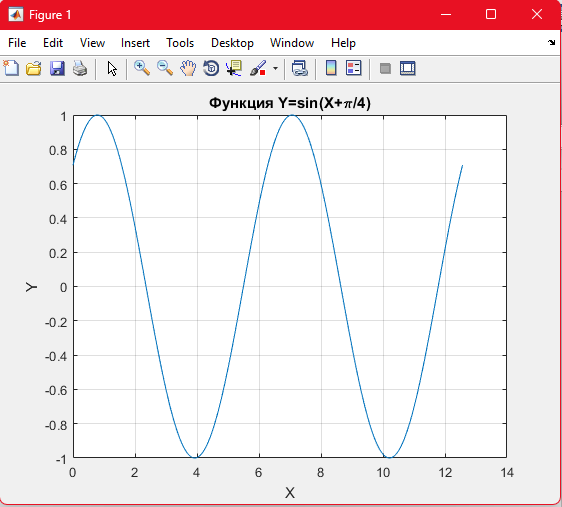 Figure 1
File Edit View Insert Tools Desktop Window Help
Функция Y=sin(X+π/4)
1
0.8
0.6
0.4
0.2
0
-0.2
-0.4
-0.6
-0.8
-1
Y
0 2 4 6 8 10 12 14
X